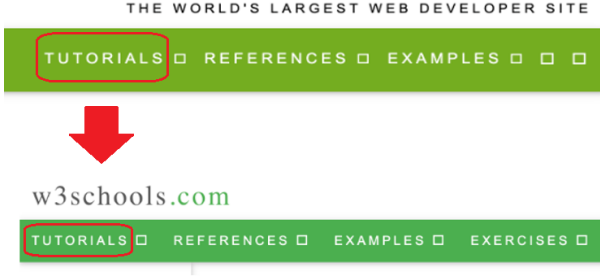 THE WORLD'S LARGEST WEB DEVELOPER SITE
TUTORIALS □ REFERENCES □ EXAMPLES □ □ □
w3schools.com
TUTORIALS □ REFERENCES □ EXAMPLES □ EXERCISES □